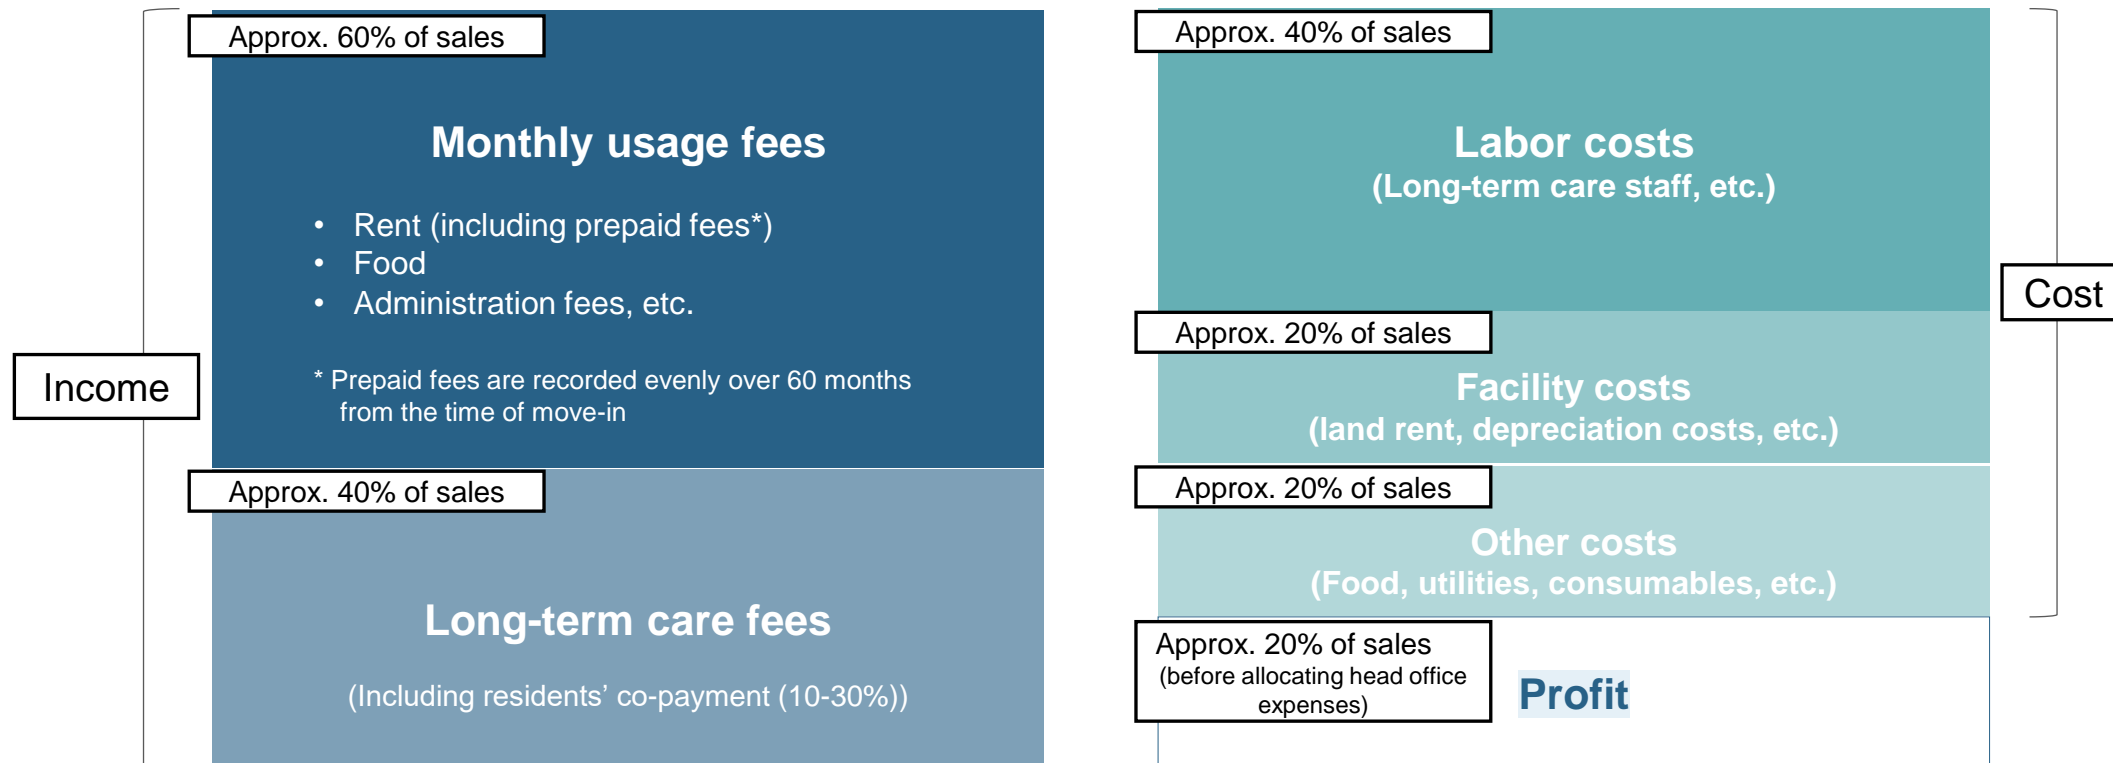 Income
Approx. 60% of sales
Monthly usage fees
• Rent (including prepaid fees*)
• Food
• Administration fees, etc.
* Prepaid fees are recorded evenly over 60 months
from the time of move-in
Approx. 40% of sales
Long-term care fees
(Including residents’ co-payment (10-30%))
Approx. 40% of sales
Labor costs
(Long-term care staff, etc.)
Cost
Approx. 20% of sales
Facility costs
(land rent, depreciation costs, etc.)
Approx. 20% of sales
Other costs
(Food, utilities, consumables, etc.)
Approx. 20% of sales
(before allocating head office
expenses)
Profit